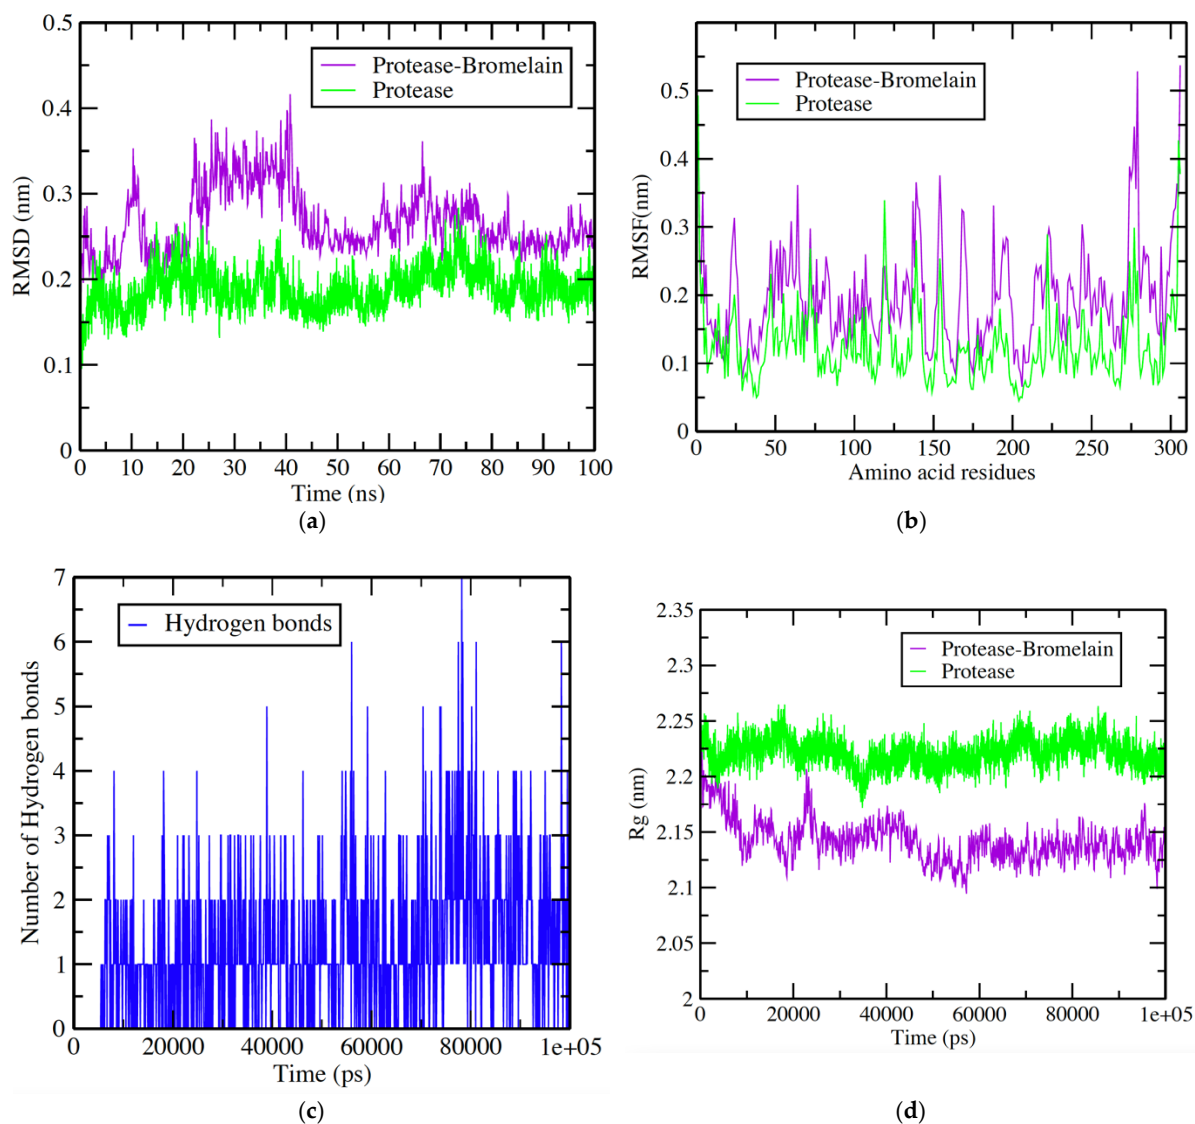 0.5
0.4
0.3
0.2
0.1
0
RMSD (nm)
Protease-Bromelain
Protease
0 10 20 30 40 50 60 70 80 90 100
Time (ns)
(a)
0.5
0.4
0.3
0.2
0.1
0
RMSF(nm)
Protease-Bromelain
Protease
0 50 100 150 200 250 300
Amino acid residues
(b)
7
6
5
4
3
2
1
0
Number of Hydrogen bonds
Hydrogen bonds
0 20000 40000 60000 80000 1e+05
Time (ps)
(c)
2.35
2.3
2.25
2.2
2.15
2.1
2.05
2
Rg (nm)
Protease-Bromelain
Protease
0 20000 40000 60000 80000 1e+05
Time (ps)
(d)